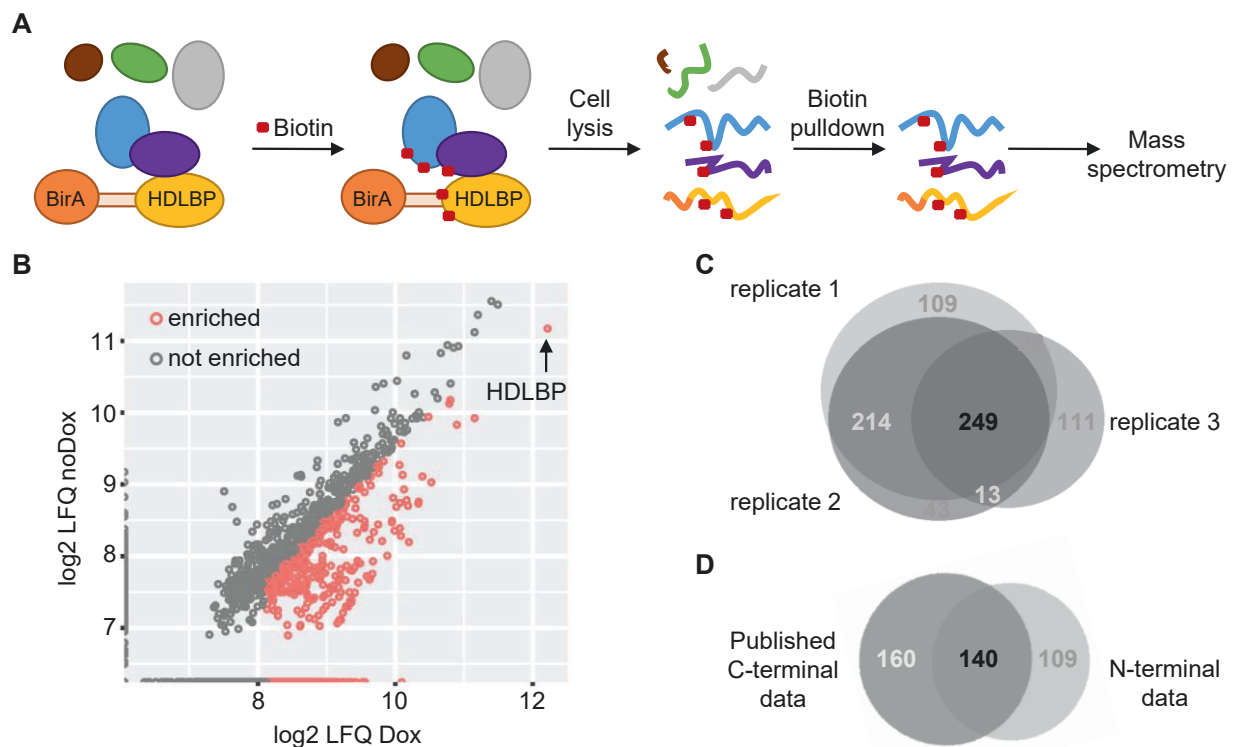 A
BirA
HDLBP
Biotin
BirA
HDLBP
Cell
lysis
Biotin
pulldown
Mass
spectrometry
B
enriched
not enriched
HDLBP
11
10
9
8
7
8
10
12
log2 LFQ noDox
log2 LFQ Dox
C
replicate 1
109
214
249
111
replicate 3
replicate 2
43
13
D
Published
C-terminal
data
160
140
109
N-terminal
data